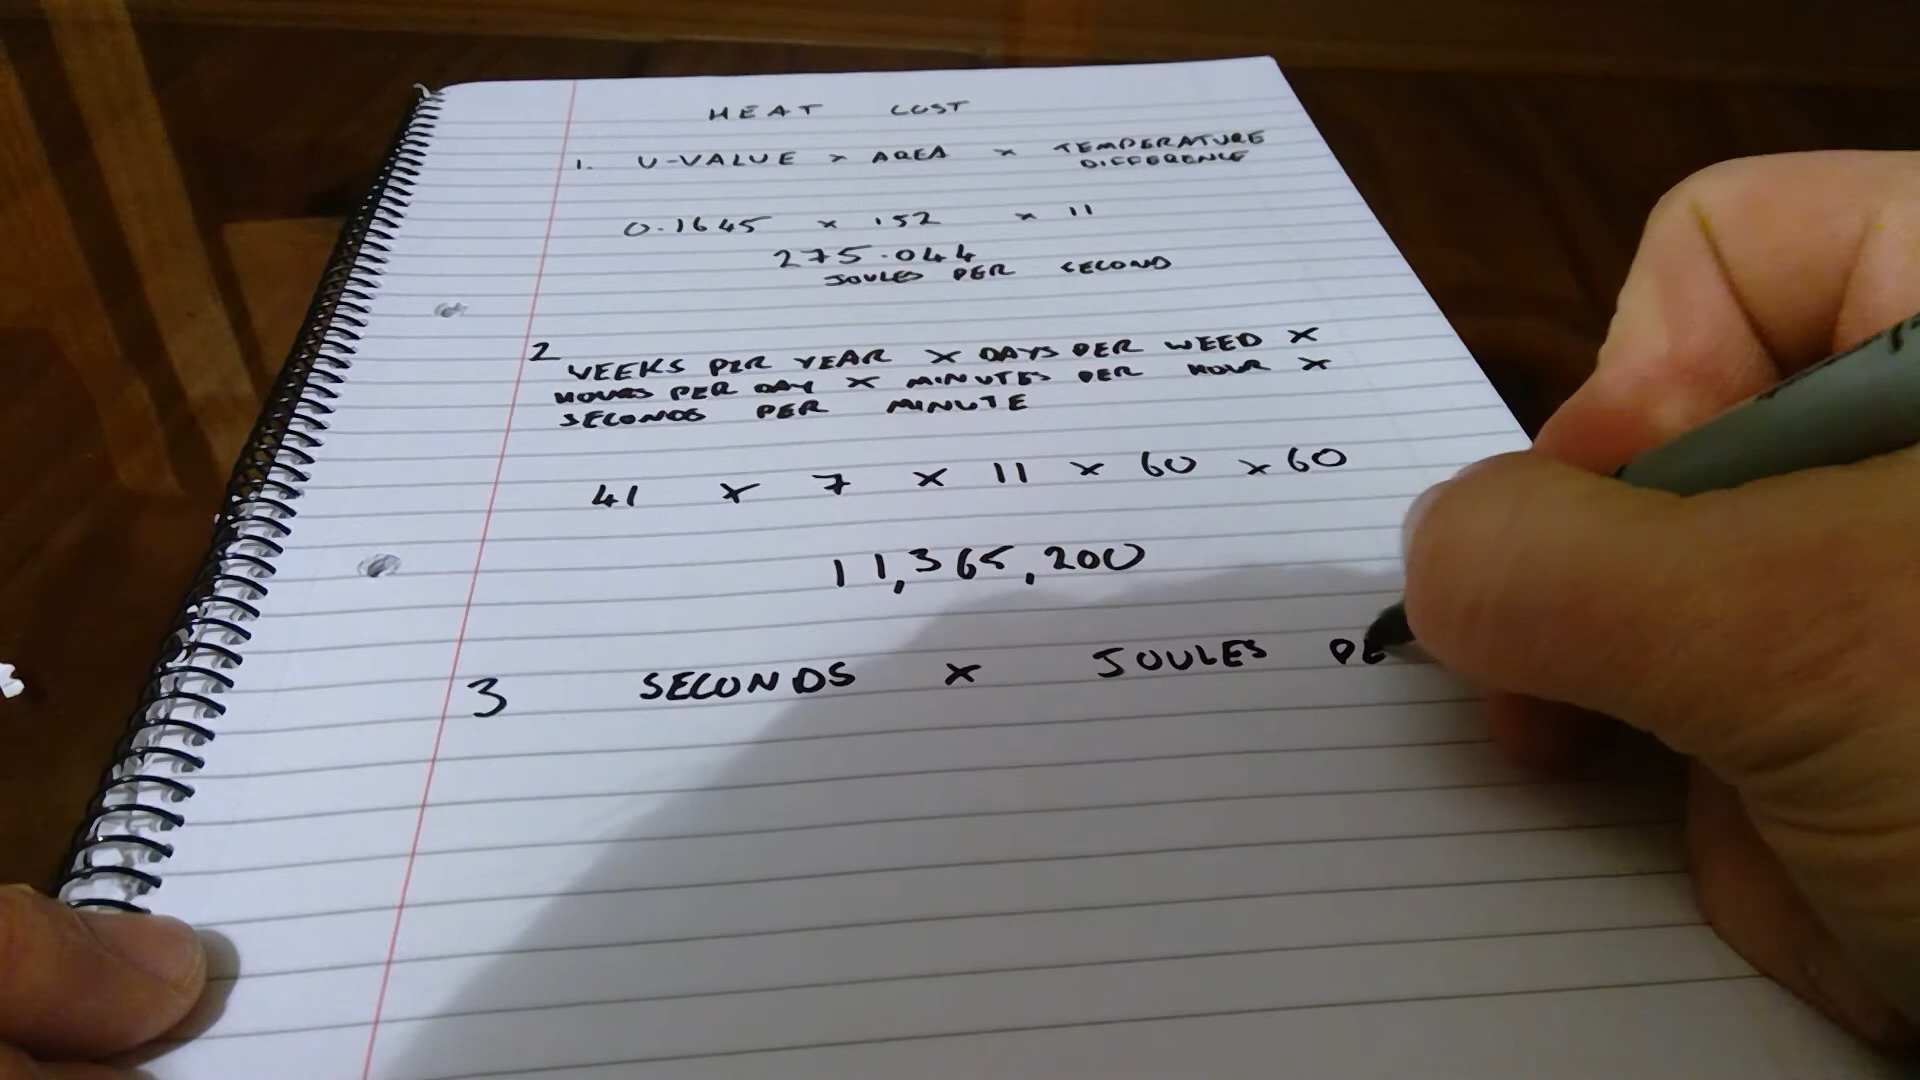 HEAT COST
1. U-VALUE × AREA × TEMPERATURE
DIFFERENCE
0.1645 × 152 × 11
275.044
JOULES PER SECOND
2
WEEKS PER YEAR × DAYS PER WEED ×
HOURS PER DAY × MINUTES PER HOUR ×
SECONDS PER MINUTE
41 × 7 × 11 × 60 × 60
11,365,200
3 SECONDS × JOULES PE